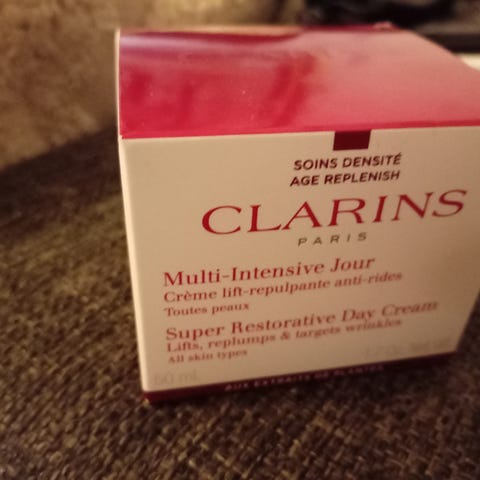 SOINS DENSITÉ
AGE REPLENISH
CLARINS
PARIS
Multi-Intensive Jour
Crème lift-repulpante anti-rides
Toutes peaux
Super Restorative Day Cream
Lifts, replumps & targets wrinkles
All skin types
50 mL
AUX EXTRAITS DE PLANTES